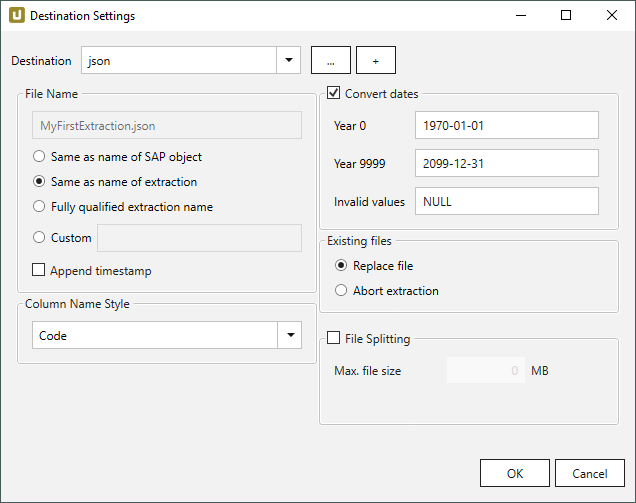 Destination Settings
Destination json ... +
File Name
MyFirstExtraction.json
Same as name of SAP object
Same as name of extraction
Fully qualified extraction name
Custom
Append timestamp
Column Name Style
Code
Convert dates
Year 0 1970-01-01
Year 9999 2099-12-31
Invalid values NULL
Existing files
Replace file
Abort extraction
File Splitting
Max. file size 0 MB
OK Cancel